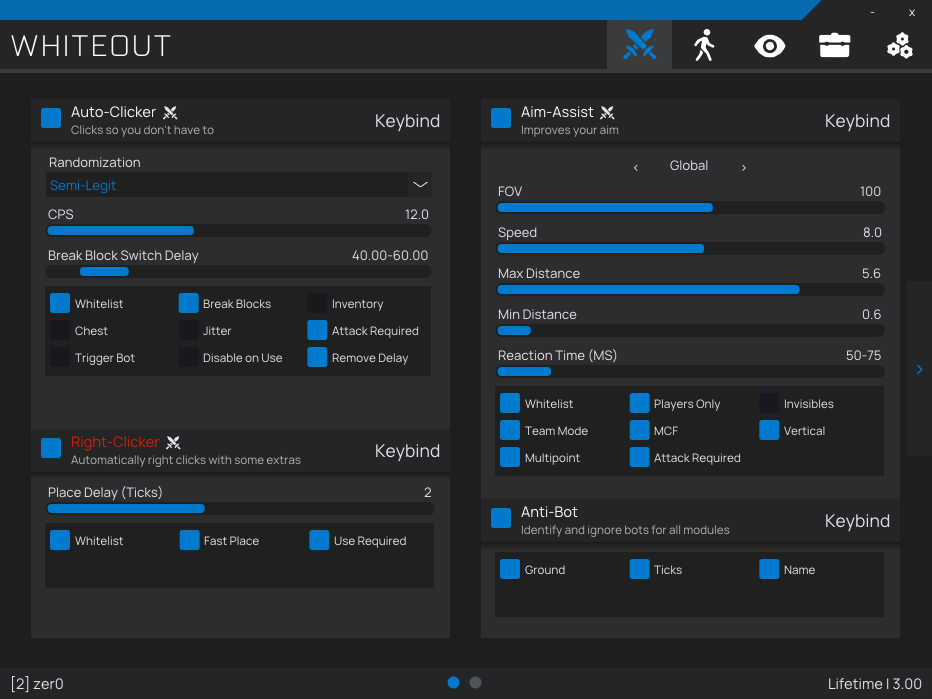 - x
WHITEOUT
Auto-Clicker
Clicks so you don't have to
Keybind
Randomization
Semi-Legit
CPS 12.0
Break Block Switch Delay 40.00-60.00
Whitelist Break Blocks Inventory
Chest Jitter Attack Required
Trigger Bot Disable on Use Remove Delay
Right-Clicker
Automatically right clicks with some extras
Keybind
Place Delay (Ticks) 2
Whitelist Fast Place Use Required
Aim-Assist
Improves your aim
Keybind
‹ Global ›
FOV 100
Speed 8.0
Max Distance 5.6
Min Distance 0.6
Reaction Time (MS) 50-75
Whitelist Players Only Invisibles
Team Mode MCF Vertical
Multipoint Attack Required
Anti-Bot
Identify and ignore bots for all modules
Keybind
Ground Ticks Name
[2] zer0
Lifetime | 3.00